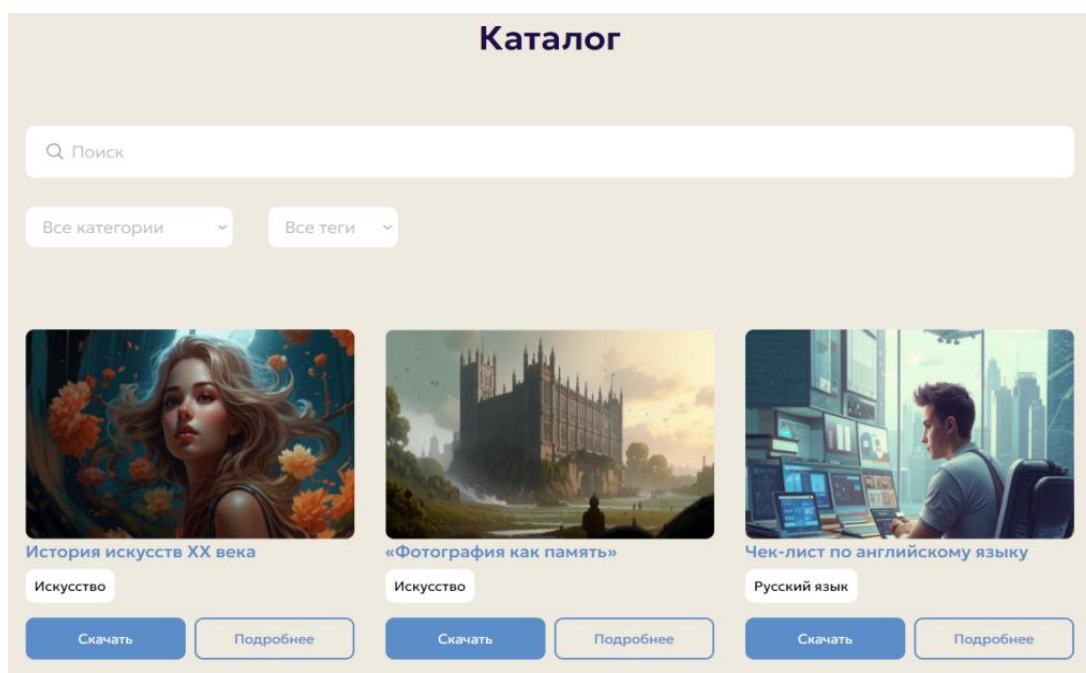 Каталог
Поиск
Все категории
Все теги
История искусств XX века
«Фотография как память»
Чек-лист по английскому языку
Искусство
Искусство
Русский язык
Скачать
Подробнее
Скачать
Подробнее
Скачать
Подробнее